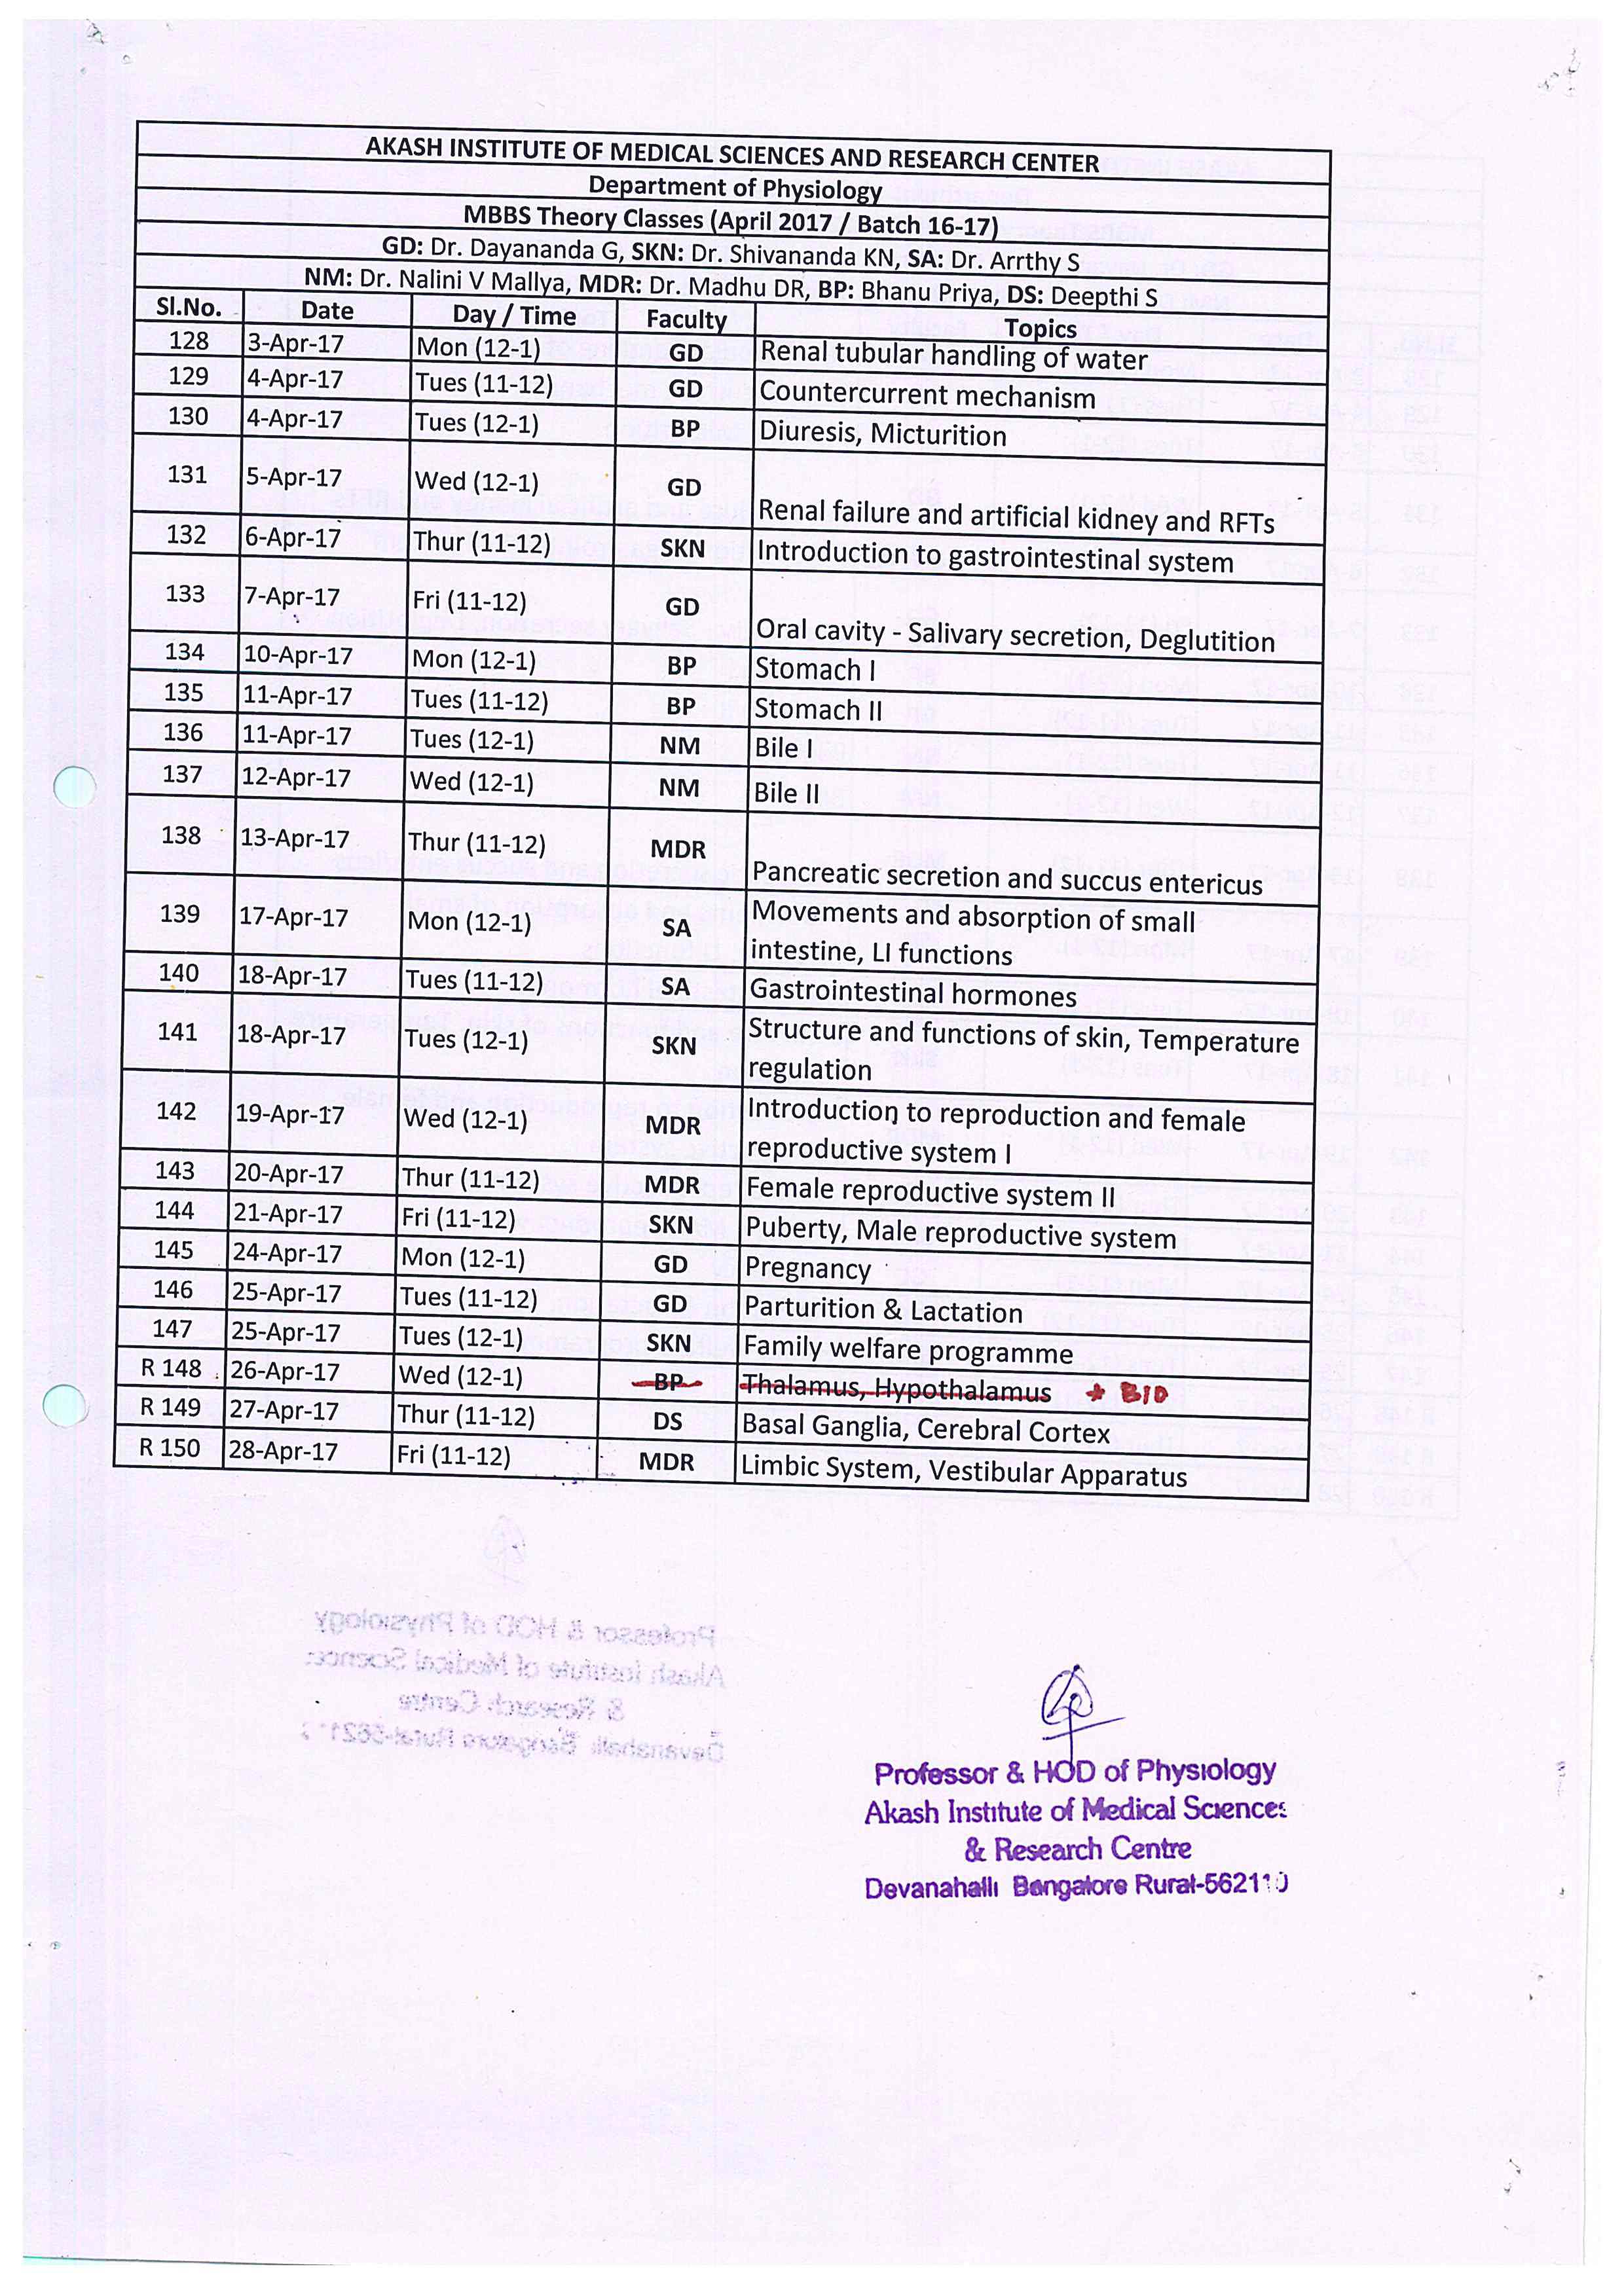 AKASH INSTITUTE OF MEDICAL SCIENCES AND RESEARCH CENTER
Department of Physiology
MBBS Theory Classes (April 2017 / Batch 16-17)
GD: Dr. Dayananda G, SKN: Dr. Shivananda KN, SA: Dr. Arrthy S
NM: Dr. Nalini V Mallya, MDR: Dr. Madhu DR, BP: Bhanu Priya, DS: Deepthi S
Sl.No. Date Day / Time Faculty Topics
128 3-Apr-17 Mon (12-1) GD Renal tubular handling of water
129 4-Apr-17 Tues (11-12) GD Countercurrent mechanism
130 4-Apr-17 Tues (12-1) BP Diuresis, Micturition
131 5-Apr-17 Wed (12-1) GD Renal failure and artificial kidney and RFTs
132 6-Apr-17 Thur (11-12) SKN Introduction to gastrointestinal system
133 7-Apr-17 Fri (11-12) GD Oral cavity - Salivary secretion, Deglutition
134 10-Apr-17 Mon (12-1) BP Stomach I
135 11-Apr-17 Tues (11-12) BP Stomach II
136 11-Apr-17 Tues (12-1) NM Bile I
137 12-Apr-17 Wed (12-1) NM Bile II
138 13-Apr-17 Thur (11-12) MDR Pancreatic secretion and succus entericus
139 17-Apr-17 Mon (12-1) SA Movements and absorption of small
intestine, LI functions
140 18-Apr-17 Tues (11-12) SA Gastrointestinal hormones
141 18-Apr-17 Tues (12-1) SKN Structure and functions of skin, Temperature
regulation
142 19-Apr-17 Wed (12-1) MDR Introduction to reproduction and female
reproductive system I
143 20-Apr-17 Thur (11-12) MDR Female reproductive system II
144 21-Apr-17 Fri (11-12) SKN Puberty, Male reproductive system
145 24-Apr-17 Mon (12-1) GD Pregnancy
146 25-Apr-17 Tues (11-12) GD Parturition & Lactation
147 25-Apr-17 Tues (12-1) SKN Family welfare programme
R 148 26-Apr-17 Wed (12-1) BP Thalamus, Hypothalamus * BIO
R 149 27-Apr-17 Thur (11-12) DS Basal Ganglia, Cerebral Cortex
R 150 28-Apr-17 Fri (11-12) MDR Limbic System, Vestibular Apparatus
Professor & HOD of Physiology
Akash Institute of Medical Sciences
& Research Centre
Devanahalli Bangalore Rural-562110